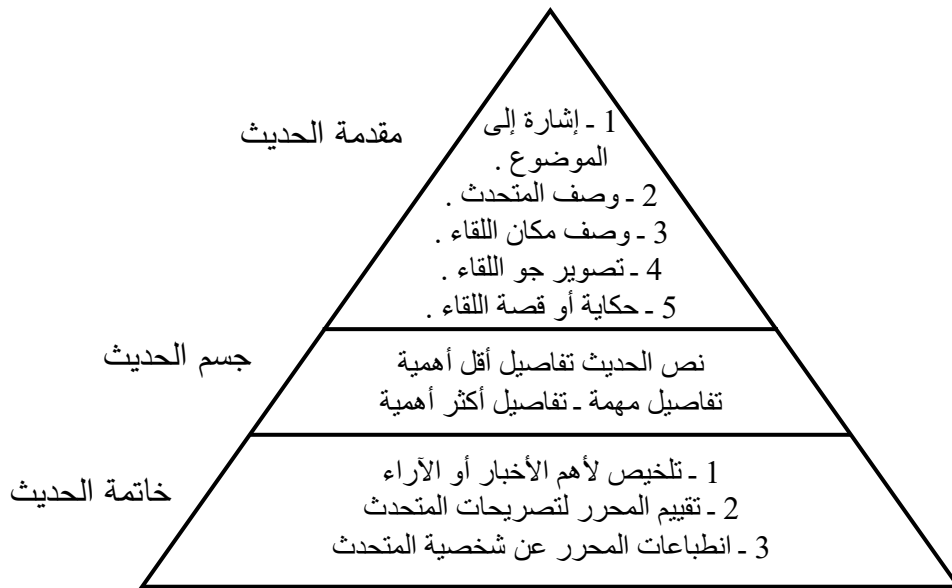 مقدمة الحديث
1 ـ إشارة إلى
الموضوع .
2 ـ وصف المتحدث .
3 ـ وصف مكان اللقاء .
4 ـ تصوير جو اللقاء .
5 ـ حكاية أو قصة اللقاء .
جسم الحديث
نص الحديث تفاصيل أقل أهمية
تفاصيل مهمة ـ تفاصيل أكثر أهمية
خاتمة الحديث
1 ـ تلخيص لأهم الأخبار أو الآراء
2 ـ تقييم المحرر لتصريحات المتحدث
3 ـ انطباعات المحرر عن شخصية المتحدث